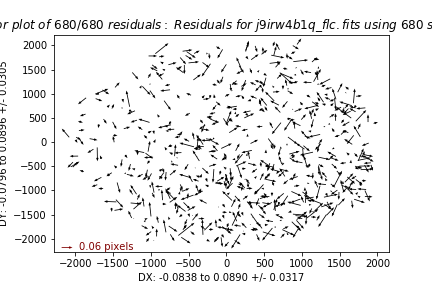 or plot of 680/680 residuals: Residuals for j9irw4b1q_flc.fits using 680 s
2000
1500
1000
500
0
−500
−1000
−1500
−2000
DY: -0.0796 to 0.0896 +/- 0.0305
0.06 pixels
−2000 −1500 −1000 −500 0 500 1000 1500 2000
DX: -0.0838 to 0.0890 +/- 0.0317